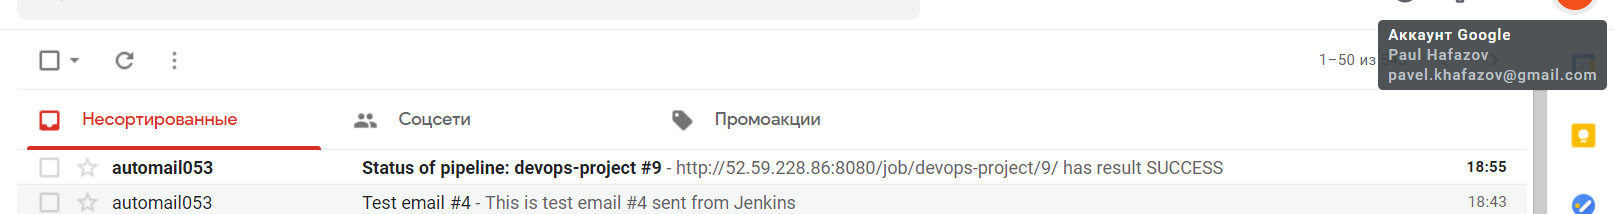 Аккаунт Google
Paul Hafazov
pavel.khafazov@gmail.com
1–50 из
Несортированные Соцсети Промоакции
automail053 Status of pipeline: devops-project #9 - http://52.59.228.86:8080/job/devops-project/9/ has result SUCCESS 18:55
automail053 Test email #4 - This is test email #4 sent from Jenkins 18:43